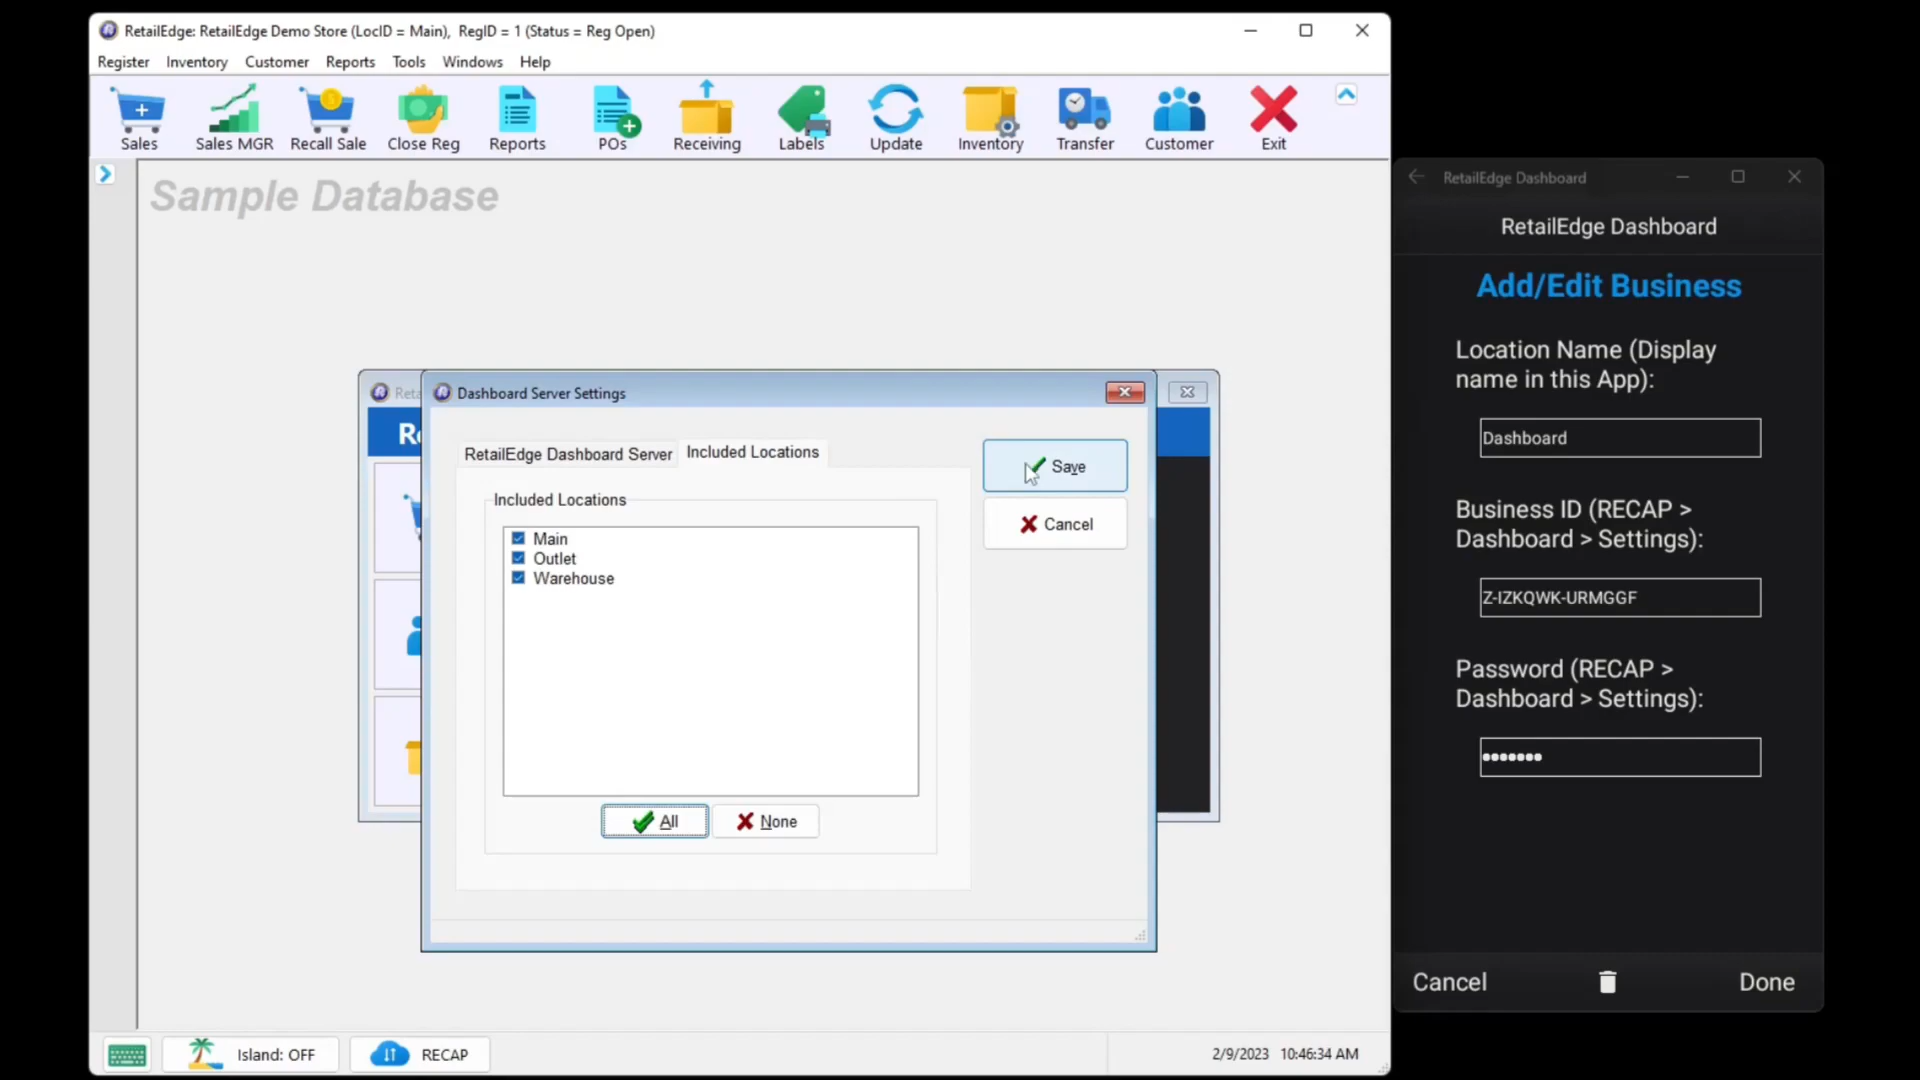 RetailEdge: RetailEdge Demo Store (LocID = Main), RegID = 1 (Status = Reg Open)
Register Inventory Customer Reports Tools Windows Help
Sales Sales MGR Recall Sale Close Reg Reports POs Receiving Labels Update Inventory Transfer Customer Exit
Sample Database
Reta
Re
Dashboard Server Settings
RetailEdge Dashboard Server Included Locations
Included Locations
Main
Outlet
Warehouse
All None
Save
Cancel
Island: OFF RECAP
2/9/2023 10:46:34 AM
RetailEdge Dashboard
RetailEdge Dashboard
Add/Edit Business
Location Name (Display
name in this App):
Dashboard
Business ID (RECAP >
Dashboard > Settings):
Z-IZKQWK-URMGGF
Password (RECAP >
Dashboard > Settings):
•••••••
Cancel Done